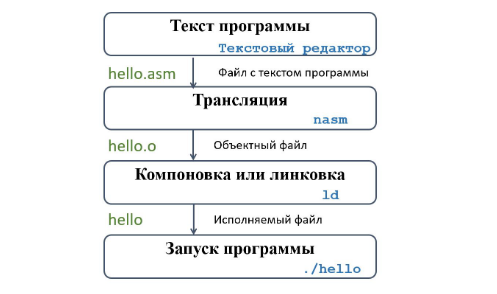 Текст программы
Текстовый редактор
hello.asm Файл с текстом программы
Трансляция
nasm
hello.o Объектный файл
Компоновка или линковка
ld
hello Исполняемый файл
Запуск программы
./hello